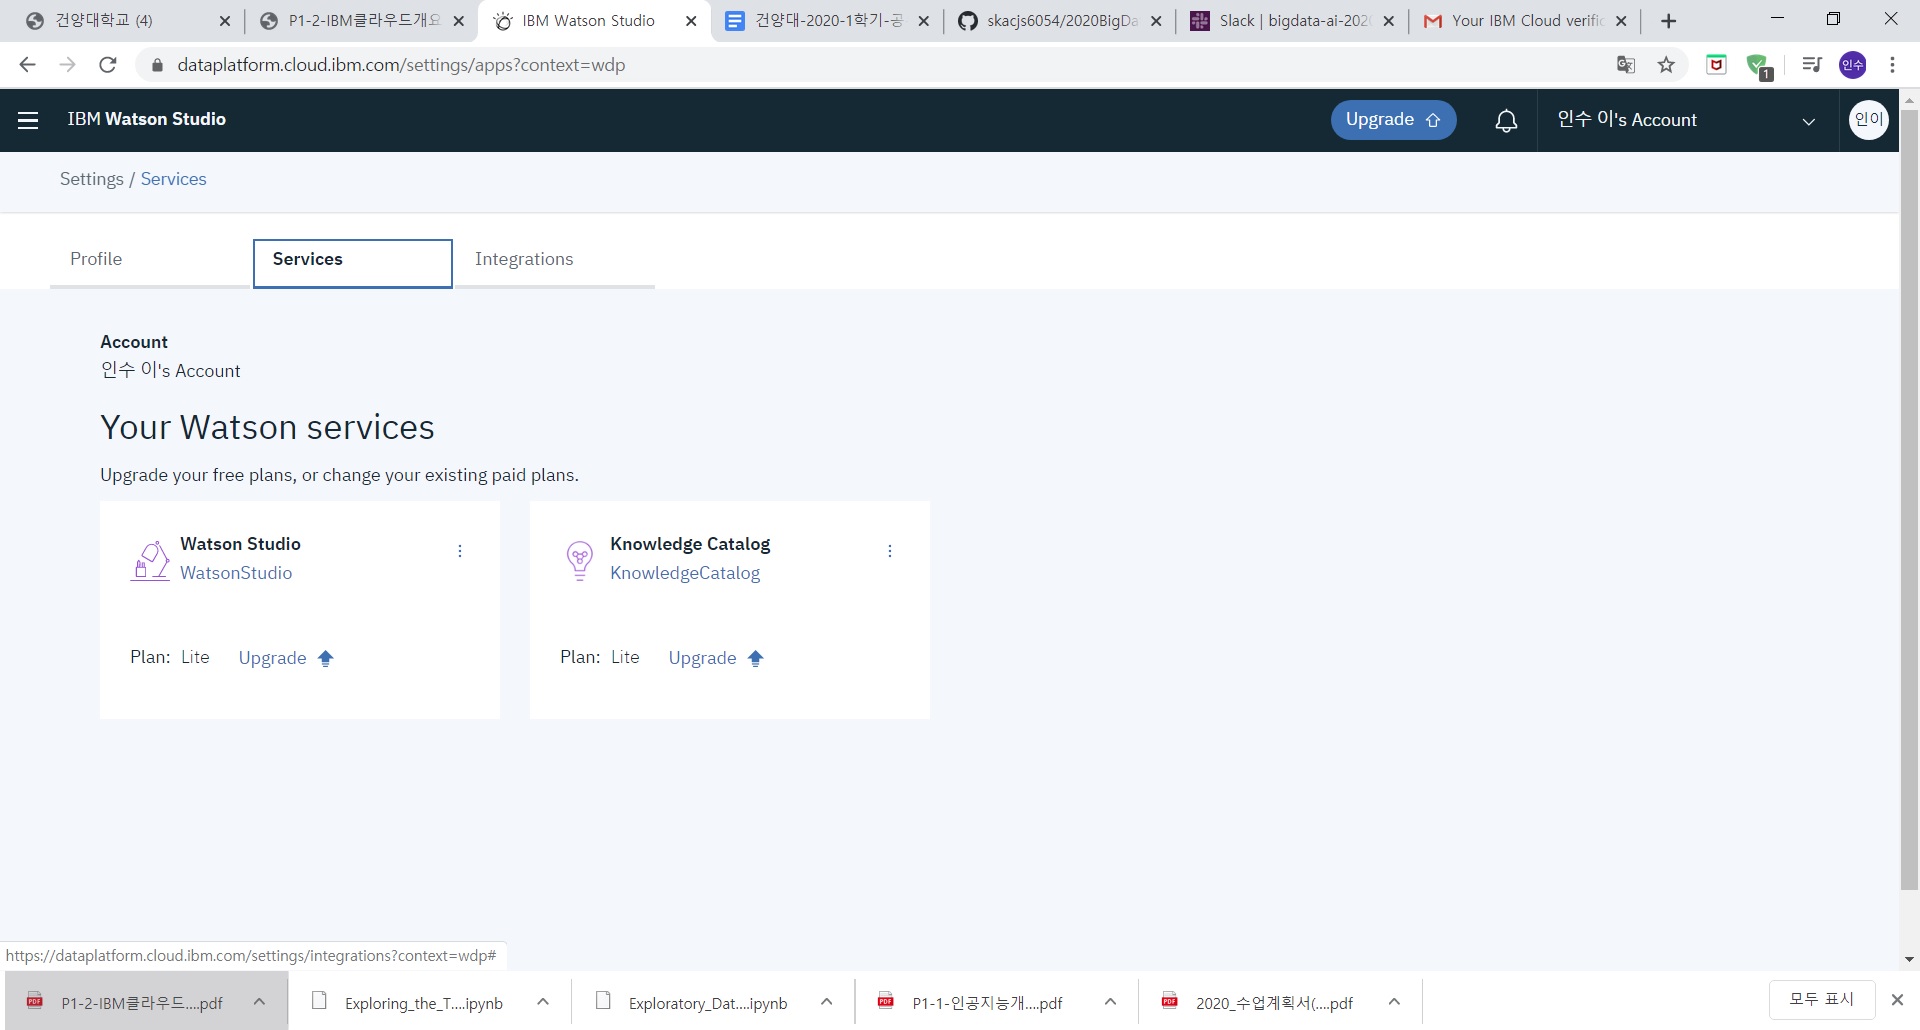 건양대학교 (4)
P1-2-IBM클라우드개요
IBM Watson Studio
건양대-2020-1학기-공
skacjs6054/2020BigDa
Slack | bigdata-ai-2020
Your IBM Cloud verific
dataplatform.cloud.ibm.com/settings/apps?context=wdp
1
인수
IBM Watson Studio
Upgrade
인수 이's Account
인이
Settings / Services
Profile
Services
Integrations
Account
인수 이's Account
Your Watson services
Upgrade your free plans, or change your existing paid plans.
Watson Studio
WatsonStudio
Plan: Lite Upgrade
Knowledge Catalog
KnowledgeCatalog
Plan: Lite Upgrade
https://dataplatform.cloud.ibm.com/settings/integrations?context=wdp#
PDF
P1-2-IBM클라우드....pdf
Exploring_the_T....ipynb
Exploratory_Dat....ipynb
PDF
P1-1-인공지능개....pdf
PDF
2020_수업계획서(....pdf
모두 표시